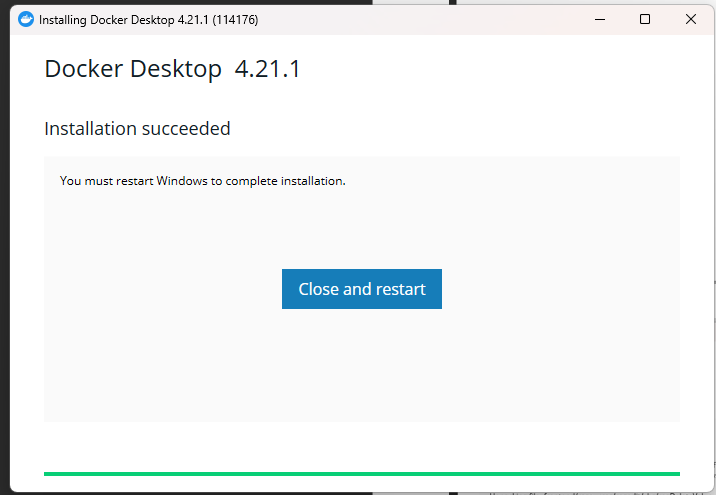 Installing Docker Desktop 4.21.1 (114176)
Docker Desktop 4.21.1
Installation succeeded
You must restart Windows to complete installation.
Close and restart